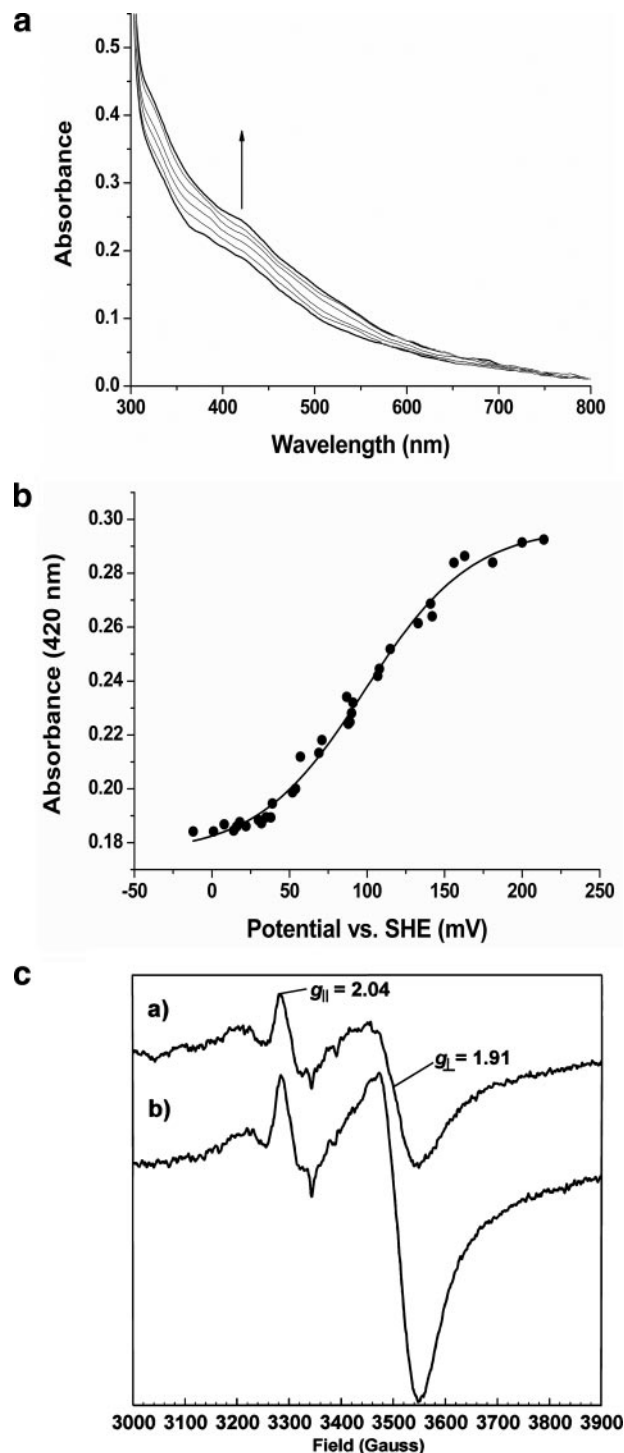 a
0.5
0.4
0.3
0.2
0.1
0.0
Absorbance
300 400 500 600 700 800
Wavelength (nm)
b
0.30
0.28
0.26
0.24
0.22
0.20
0.18
Absorbance (420 nm)
-50 0 50 100 150 200 250
Potential vs. SHE (mV)
c
a)
g|| = 2.04
g⊥ = 1.91
b)
3000 3100 3200 3300 3400 3500 3600 3700 3800 3900
Field (Gauss)